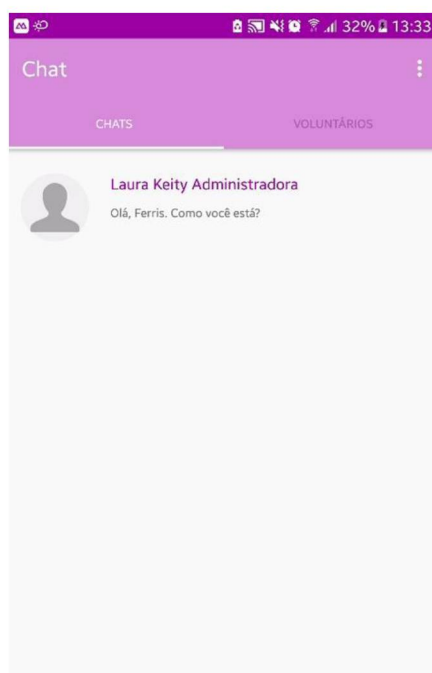 32% 13:33
Chat
CHATS VOLUNTÁRIOS
Laura Keity Administradora
Olá, Ferris. Como você está?